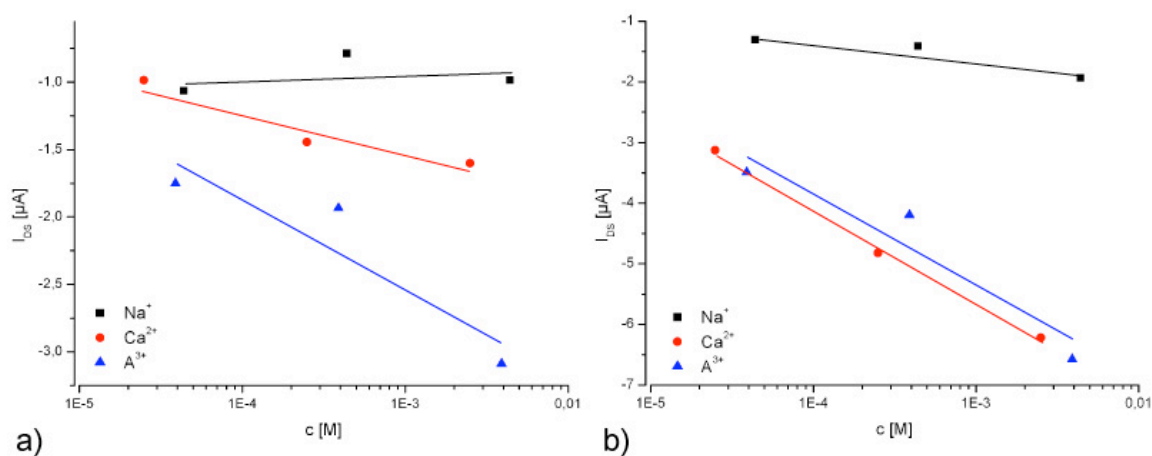 -1.0
-1.5
-2.0
-2.5
-3.0
I_DS [µA]
Na⁺
Ca²⁺
A³⁺
1E-5 1E-4 1E-3 0,01
c [M]
a)
-1
-2
-3
-4
-5
-6
-7
I_DS [µA]
Na⁺
Ca²⁺
A³⁺
1E-5 1E-4 1E-3 0,01
c [M]
b)